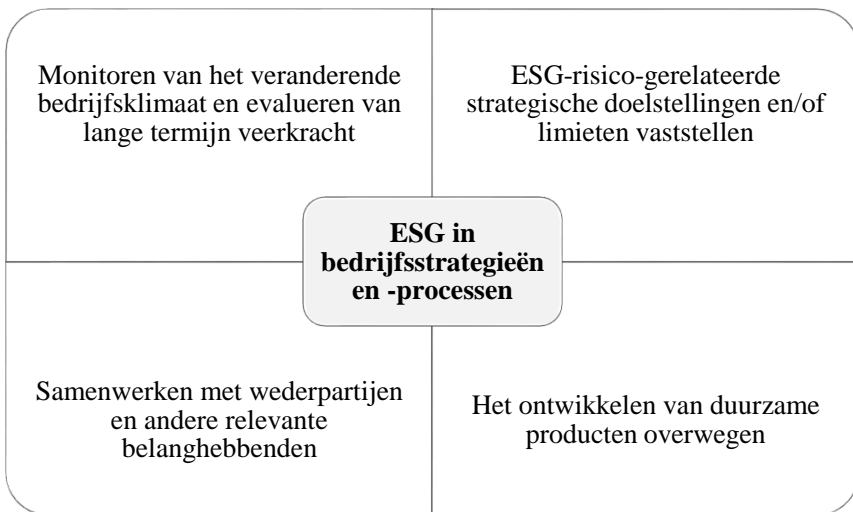 Monitoren van het veranderende
bedrijfsklimaat en evalueren van
lange termijn veerkracht
ESG-risico-gerelateerde
strategische doelstellingen en/of
limieten vaststellen
ESG in
bedrijfsstrategieën
en -processen
Samenwerken met wederpartijen
en andere relevante
belanghebbenden
Het ontwikkelen van duurzame
producten overwegen